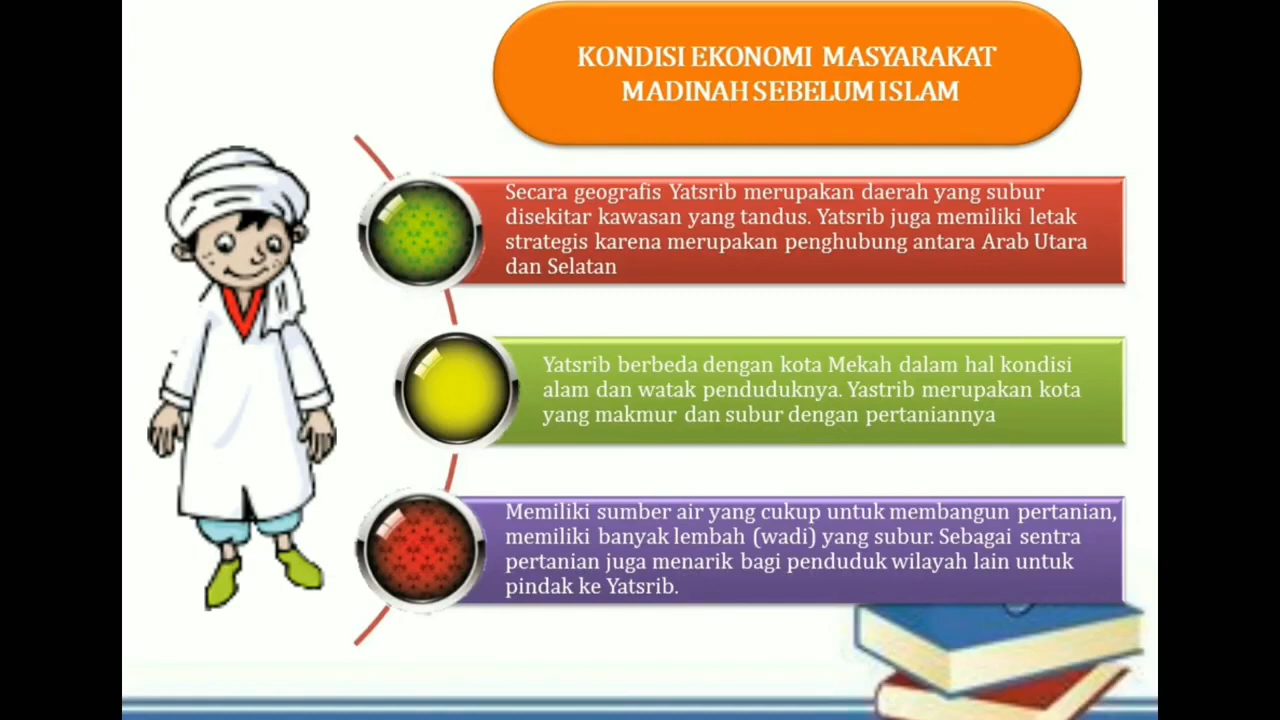 KONDISI EKONOMI MASYARAKAT
MADINAH SEBELUM ISLAM
Secara geografis Yatsrib merupakan daerah yang subur
disekitar kawasan yang tandus. Yatsrib juga memiliki letak
strategis karena merupakan penghubung antara Arab Utara
dan Selatan
Yatsrib berbeda dengan kota Mekah dalam hal kondisi
alam dan watak penduduknya. Yastrib merupakan kota
yang makmur dan subur dengan pertaniannya
Memiliki sumber air yang cukup untuk membangun pertanian,
memiliki banyak lembah (wadi) yang subur. Sebagai sentra
pertanian juga menarik bagi penduduk wilayah lain untuk
pindak ke Yatsrib.